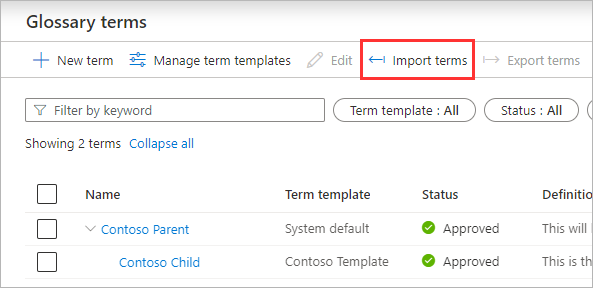 Glossary terms
New term Manage term templates Edit Import terms Export terms
Filter by keyword Term template : All Status : All
Showing 2 terms Collapse all
Name Term template Status Definitio
Contoso Parent System default Approved This will
Contoso Child Contoso Template Approved This is th